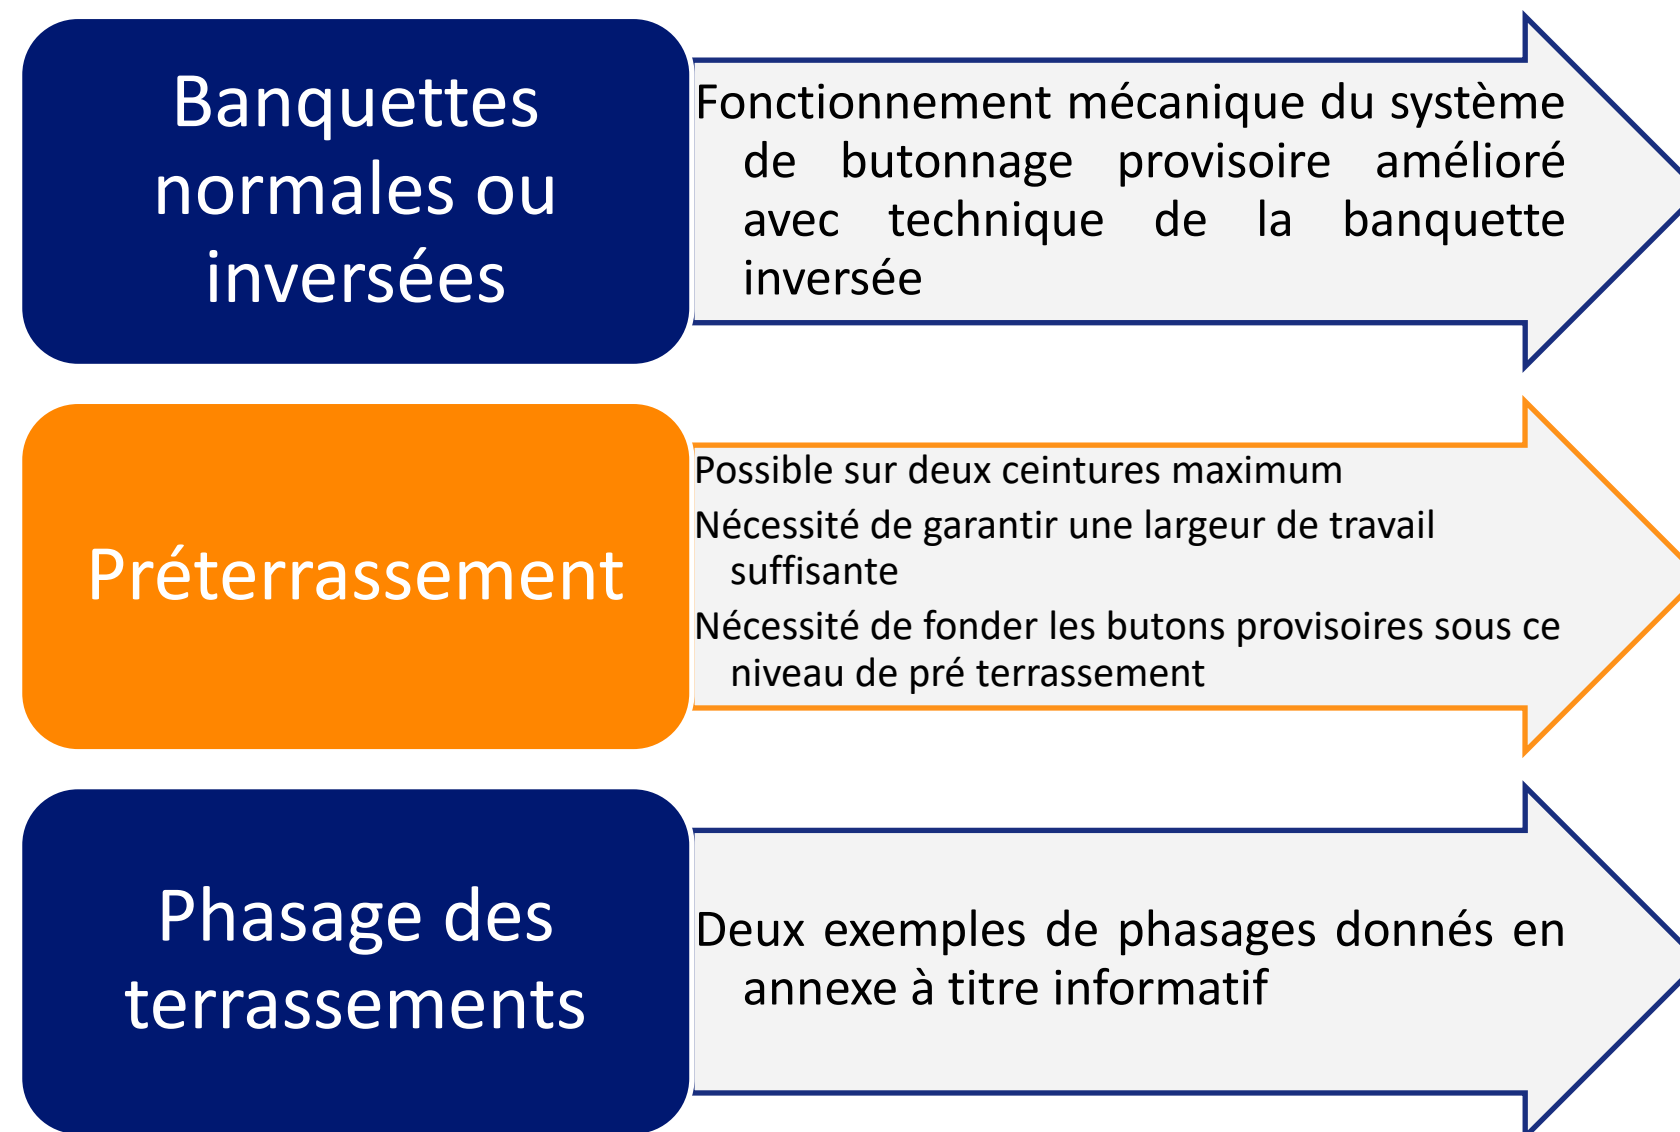 Banquettes
normales ou
inversées
Fonctionnement mécanique du système
de butonnage provisoire amélioré
avec technique de la banquette
inversée
Préterrassement
Possible sur deux ceintures maximum
Nécessité de garantir une largeur de travail
suffisante
Nécessité de fonder les butons provisoires sous ce
niveau de pré terrassement
Phasage des
terrassements
Deux exemples de phasages donnés en
annexe à titre informatif